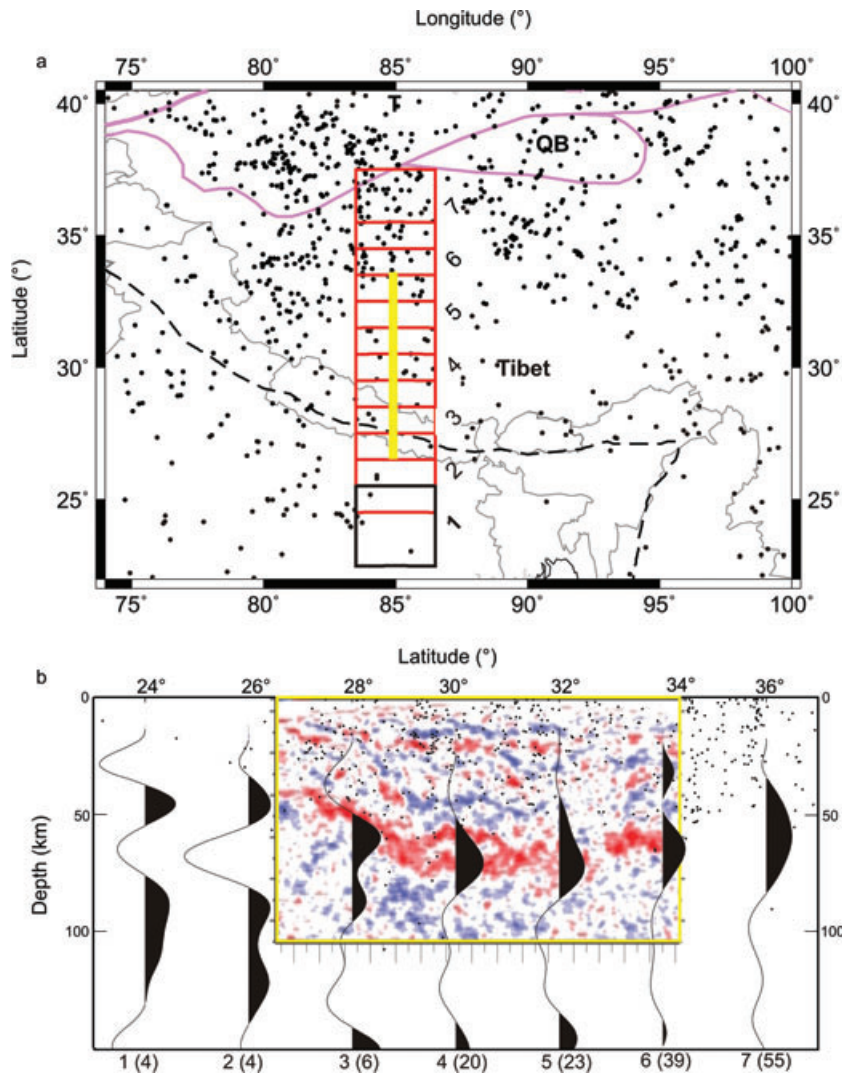 Longitude (°)
a
75° 80° 85° 90° 95° 100°
T
40° 40°
QB
7
35° 35°
6
5
Latitude (°)
30° 4 Tibet 30°
3
2
25° 25°
1
75° 80° 85° 90° 95° 100°
b
Latitude (°)
24° 26° 28° 30° 32° 34° 36°
0 0
50 50
Depth (km)
100 100
1 (4) 2 (4) 3 (6) 4 (20) 5 (23) 6 (39) 7 (55)